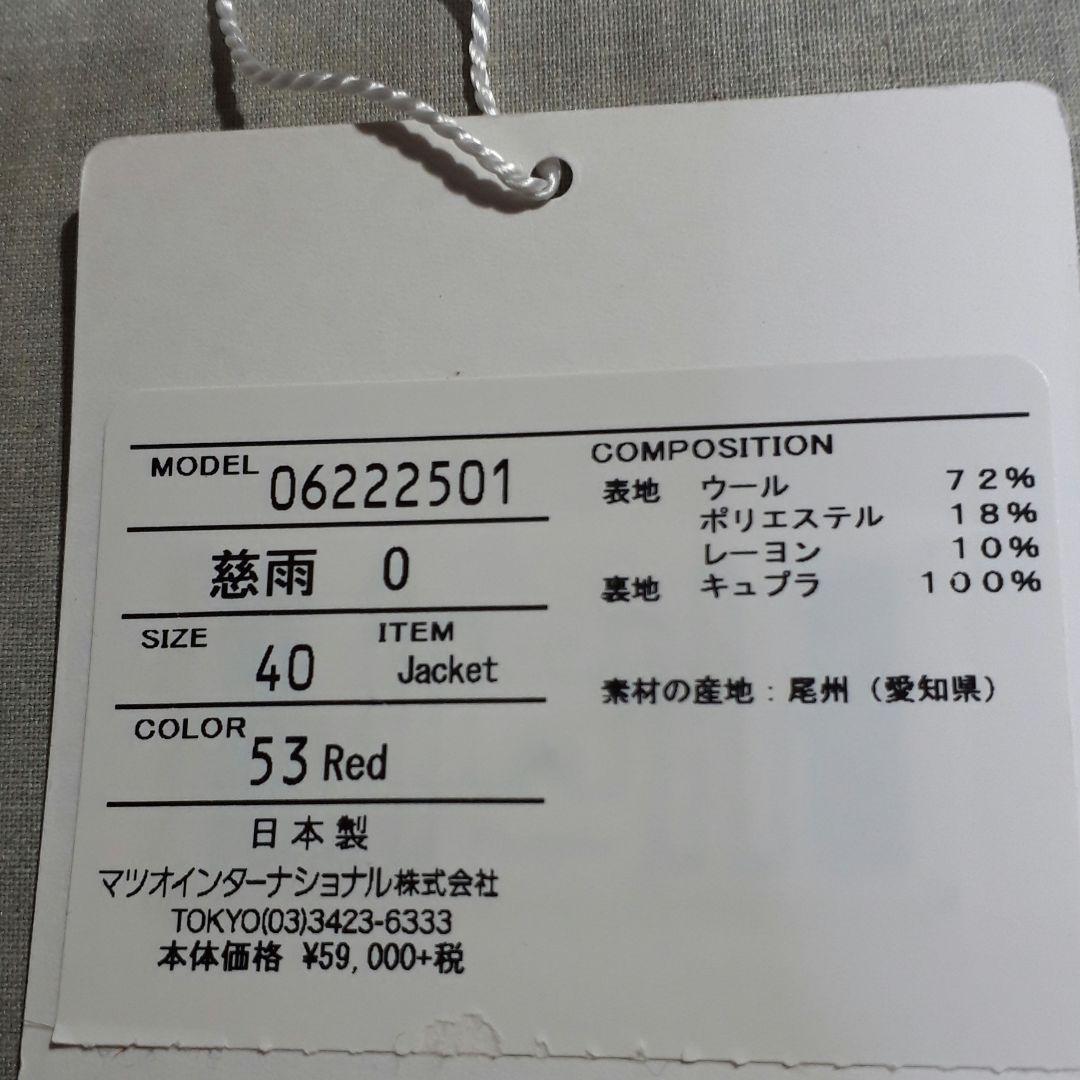 MODEL 06222501
慈雨 0
SIZE 40 ITEM Jacket
COLOR 53 Red
日本製
マツオインターナショナル株式会社
TOKYO(03)3423-6333
本体価格 ¥59,000+税
COMPOSITION
表地 ウール 72%
ポリエステル 18%
レーヨン 10%
裏地 キュプラ 100%
素材の産地:尾州(愛知県)